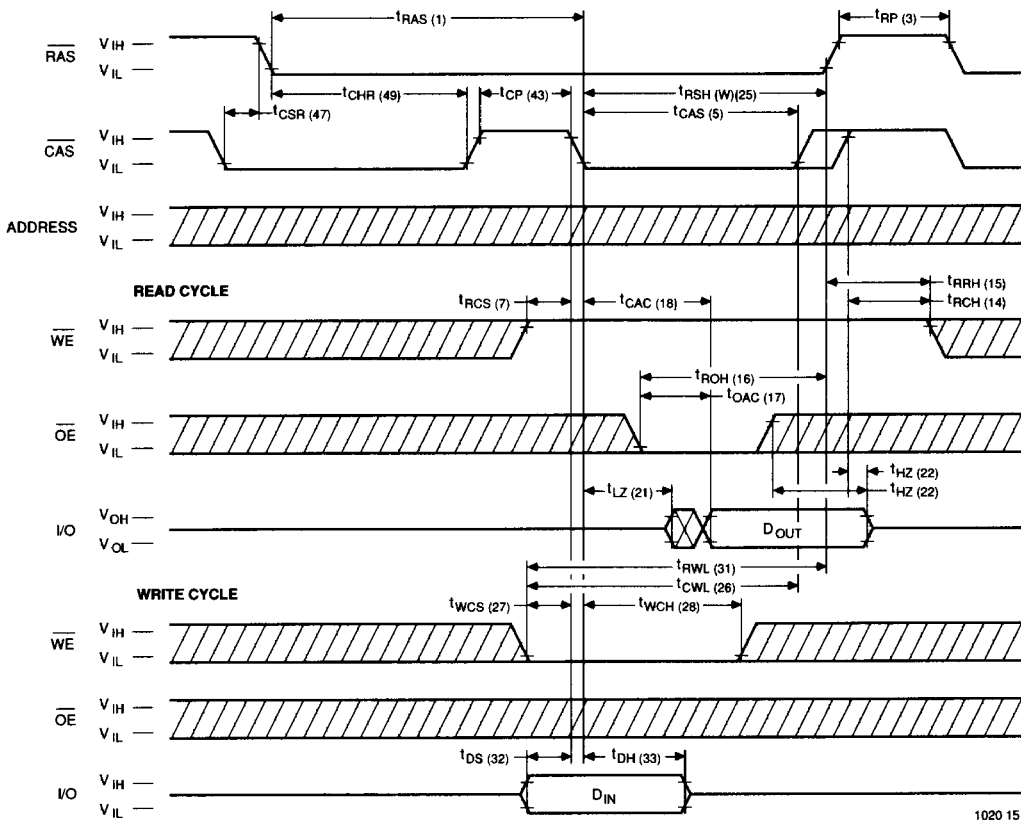 tRAS (1)
tRP (3)
RAS
VIH
VIL
tCHR (49)
tCP (43)
tRSH (W)(25)
tCSR (47)
tCAS (5)
CAS
VIH
VIL
ADDRESS
VIH
VIL
READ CYCLE
tRCS (7)
tCAC (18)
tRRH (15)
tRCH (14)
WE
VIH
VIL
tROH (16)
tOAC (17)
OE
VIH
VIL
tHZ (22)
tLZ (21)
tHZ (22)
I/O
VOH
VOL
DOUT
tRWL (31)
tCWL (26)
WRITE CYCLE
tWCS (27)
tWCH (28)
WE
VIH
VIL
OE
VIH
VIL
tDS (32)
tDH (33)
I/O
VIH
VIL
DIN
1020 15